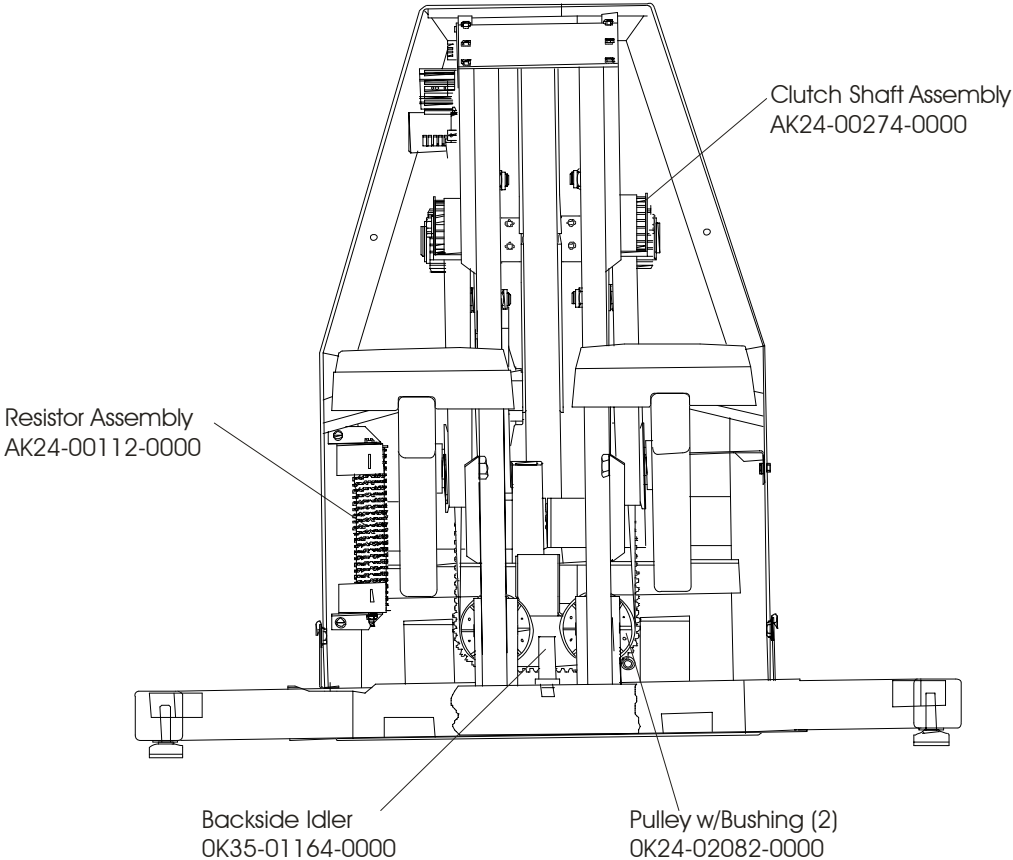 Clutch Shaft Assembly
AK24-00274-0000
Resistor Assembly
AK24-00112-0000
Backside Idler
0K35-01164-0000
Pulley w/Bushing (2)
0K24-02082-0000